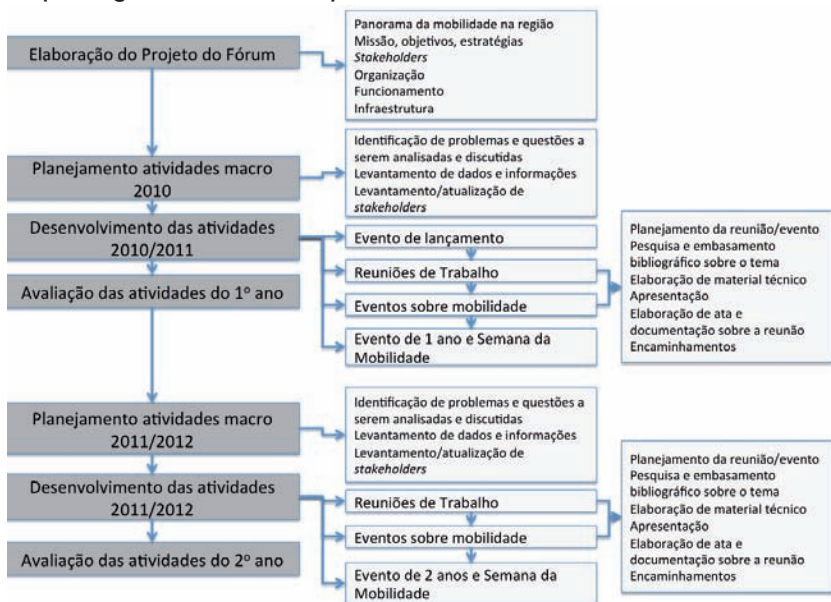 Elaboração do Projeto do Fórum
Panorama da mobilidade na região
Missão, objetivos, estratégias
Stakeholders
Organização
Funcionamento
Infraestrutura
Planejamento atividades macro
2010
Identificação de problemas e questões a
serem analisadas e discutidas
Levantamento de dados e informações
Levantamento/atualização de
stakeholders
Desenvolvimento das atividades
2010/2011
Evento de lançamento
Reuniões de Trabalho
Eventos sobre mobilidade
Evento de 1 ano e Semana da
Mobilidade
Planejamento da reunião/evento
Pesquisa e embasamento
bibliográfico sobre o tema
Elaboração de material técnico
Apresentação
Elaboração de ata e
documentação sobre a reunão
Encaminhamentos
Avaliação das atividades do 1º ano
Planejamento atividades macro
2011/2012
Identificação de problemas e questões a
serem analisadas e discutidas
Levantamento de dados e informações
Levantamento/atualização de
stakeholders
Desenvolvimento das atividades
2011/2012
Reuniões de Trabalho
Eventos sobre mobilidade
Evento de 2 anos e Semana da
Mobilidade
Planejamento da reunião/evento
Pesquisa e embasamento
bibliográfico sobre o tema
Elaboração de material técnico
Apresentação
Elaboração de ata e
documentação sobre a reunão
Encaminhamentos
Avaliação das atividades do 2º ano